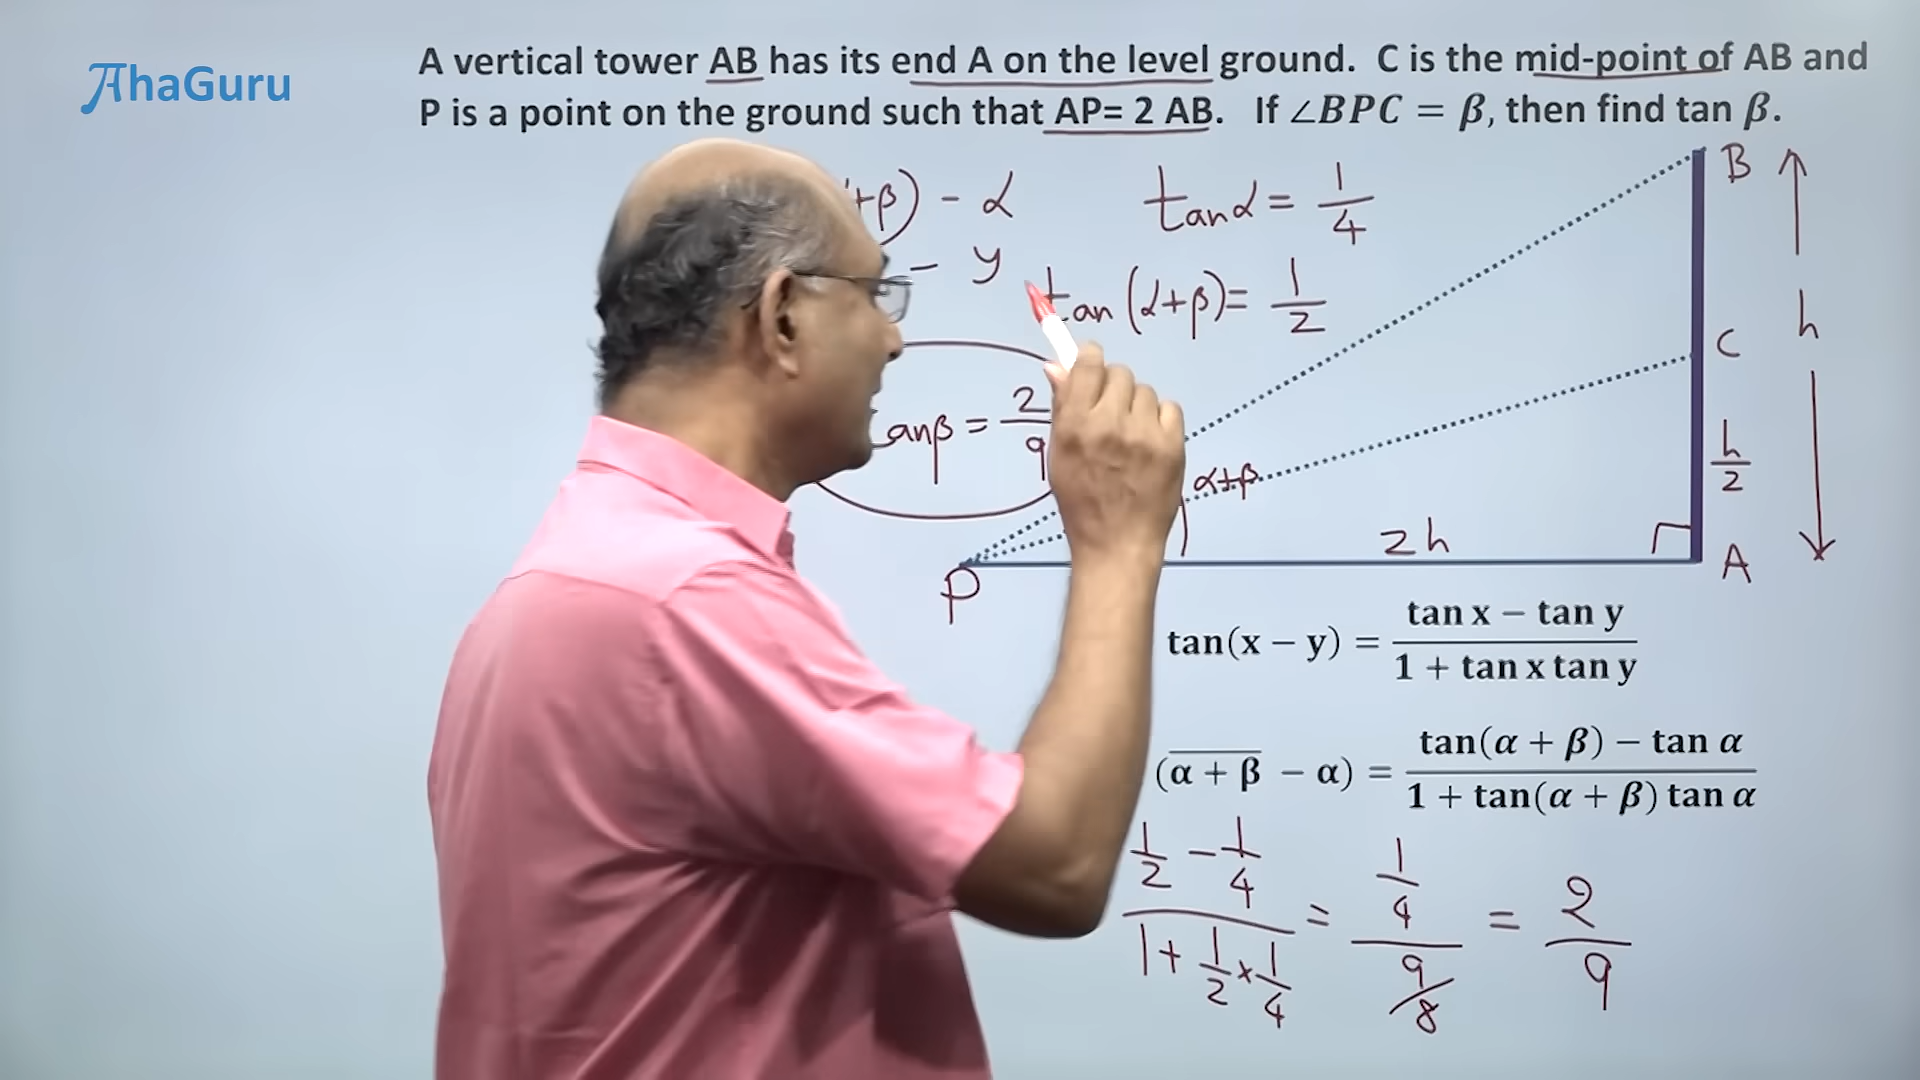 AhaGuru
A vertical tower AB has its end A on the level ground. C is the mid-point of AB and
P is a point on the ground such that AP= 2 AB. If ∠BPC = β, then find tan β.
+β) - α
- y
tanα = 1/4
tan (α+β) = 1/2
anβ = 2/9
B
h
C
h/2
α+β
2h
A
P
tan(x − y) = (tan x − tan y)/(1 + tan x tan y)
(α + β − α) = (tan(α + β) − tan α)/(1 + tan(α + β) tan α)
(1/2 - 1/4)/(1 + 1/2 × 1/4) = (1/4)/(9/8) = 2/9